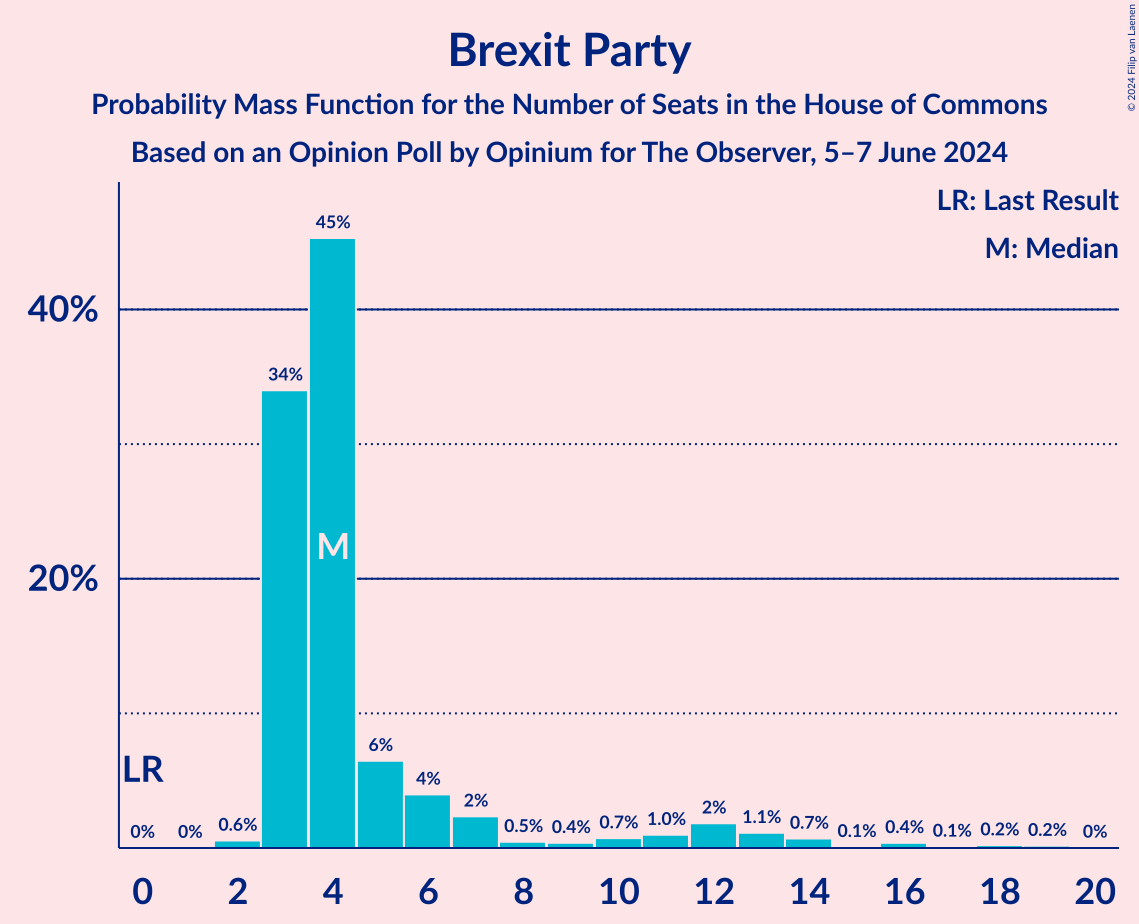 Brexit Party
Probability Mass Function for the Number of Seats in the House of Commons
Based on an Opinion Poll by Opinium for The Observer, 5–7 June 2024
© 2024 Filip van Laenen
LR: Last Result
M: Median
40%
20%
LR
M
0% 0% 0.6% 34% 45% 6% 4% 2% 0.5% 0.4% 0.7% 1.0% 2% 1.1% 0.7% 0.1% 0.4% 0.1% 0.2% 0.2% 0%
0 2 4 6 8 10 12 14 16 18 20